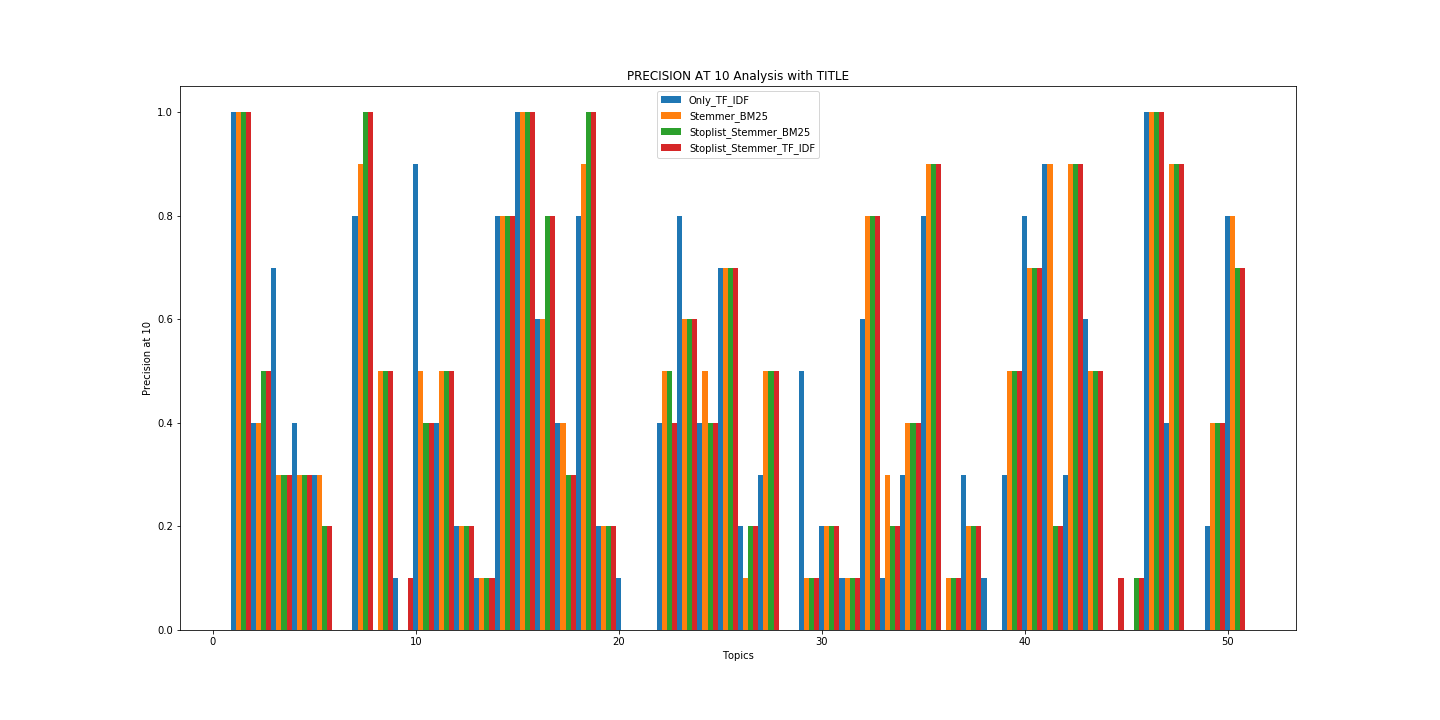 PRECISION AT 10 Analysis with TITLE
Only_TF_IDF
Stemmer_BM25
Stoplist_Stemmer_BM25
Stoplist_Stemmer_TF_IDF
Precision at 10
1.0
0.8
0.6
0.4
0.2
0.0
0 10 20 30 40 50
Topics